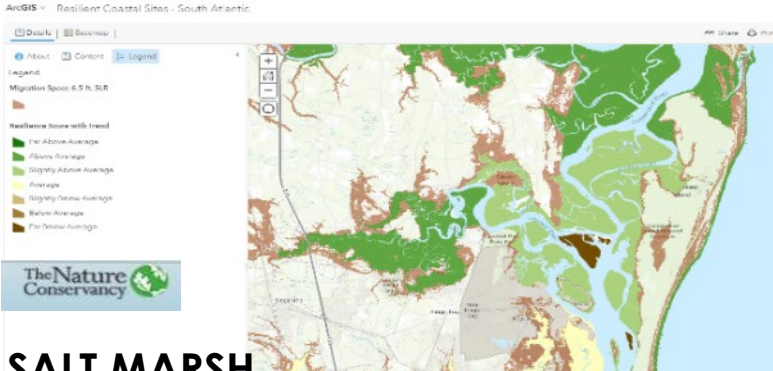 ArcGIS Resilient Coastal Sites - South Atlantic
Details Basemap
Share
About Content Legend
Legend
Migration Space 6.5 ft. SLR
Resilience Score with Trend
Far Above Average
Above Average
Slightly Above Average
Average
Slightly Below Average
Below Average
Far Below Average
The Nature
Conservancy
Kingsland
SALT MARSH